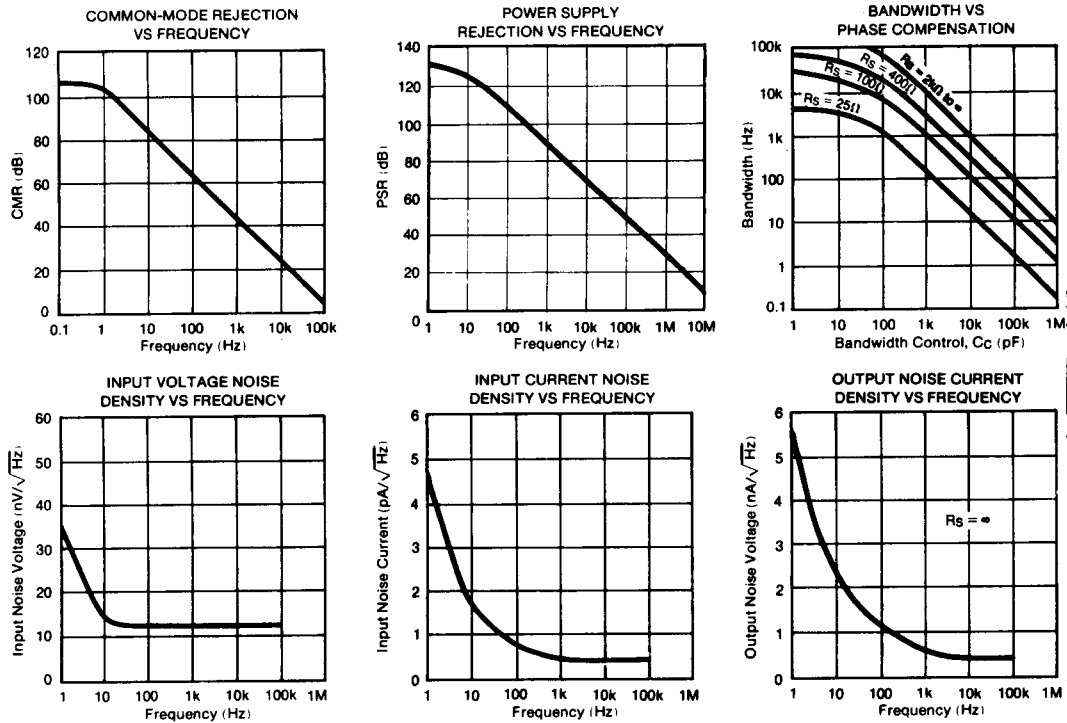 COMMON-MODE REJECTION
VS FREQUENCY
120
100
80
60
40
20
0
CMR (dB)
0.1 1 10 100 1k 10k 100k
Frequency (Hz)
POWER SUPPLY
REJECTION VS FREQUENCY
140
120
100
80
60
40
20
0
PSR (dB)
1 10 100 1k 100k 1M 10M
Frequency (Hz)
BANDWIDTH VS
PHASE COMPENSATION
100k
10k
1k
100
10
1
0.1
Bandwidth (Hz)
RS = 2kΩ to ∞
RS = 400Ω
RS = 100Ω
RS = 25Ω
1 10 100 1k 10k 100k 1M
Bandwidth Control, CC (pF)
INPUT VOLTAGE NOISE
DENSITY VS FREQUENCY
60
50
40
30
20
10
0
Input Noise Voltage (nV/√Hz)
1 10 100 1k 10k 100k 1M
Frequency (Hz)
INPUT CURRENT NOISE
DENSITY VS FREQUENCY
6
5
4
3
2
1
0
Input Noise Current (pA/√Hz)
1 10 100 1k 10k 100k 1M
Frequency (Hz)
OUTPUT NOISE CURRENT
DENSITY VS FREQUENCY
6
5
4
3
2
1
0
Output Noise Voltage (nA/√Hz)
RS = ∞
1 10 100 1k 10k 100k 1M
Frequency (Hz)